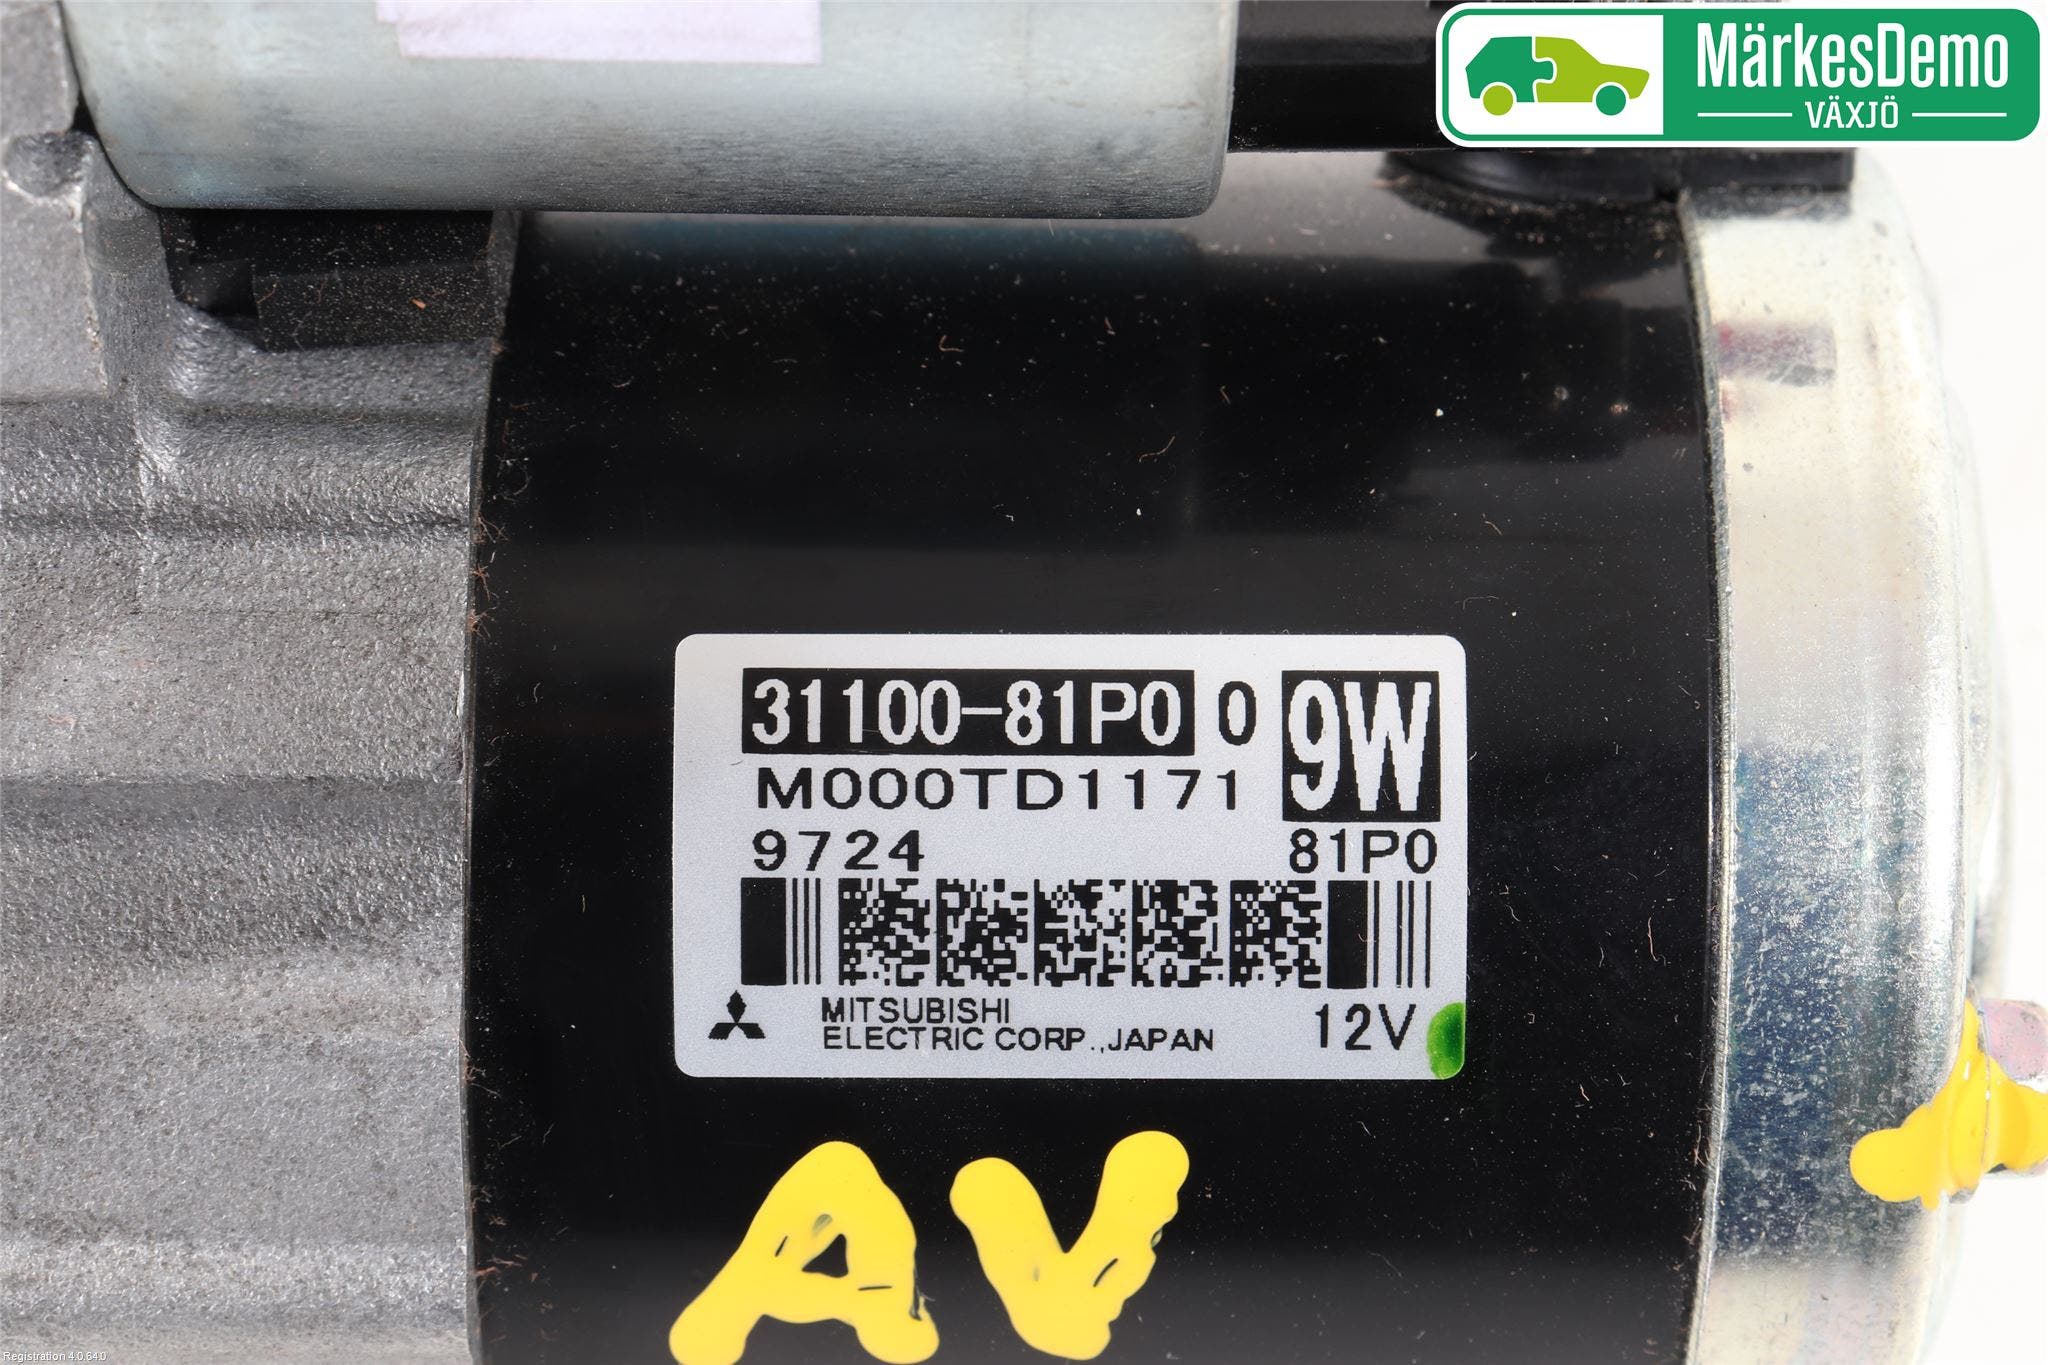 MärkesDemo
VÄXJÖ
31100-81P0 0 9W
M000TD1171
9724 81P0
MITSUBISHI
ELECTRIC CORP.,JAPAN 12V
AV
Registration 4.0.64.0